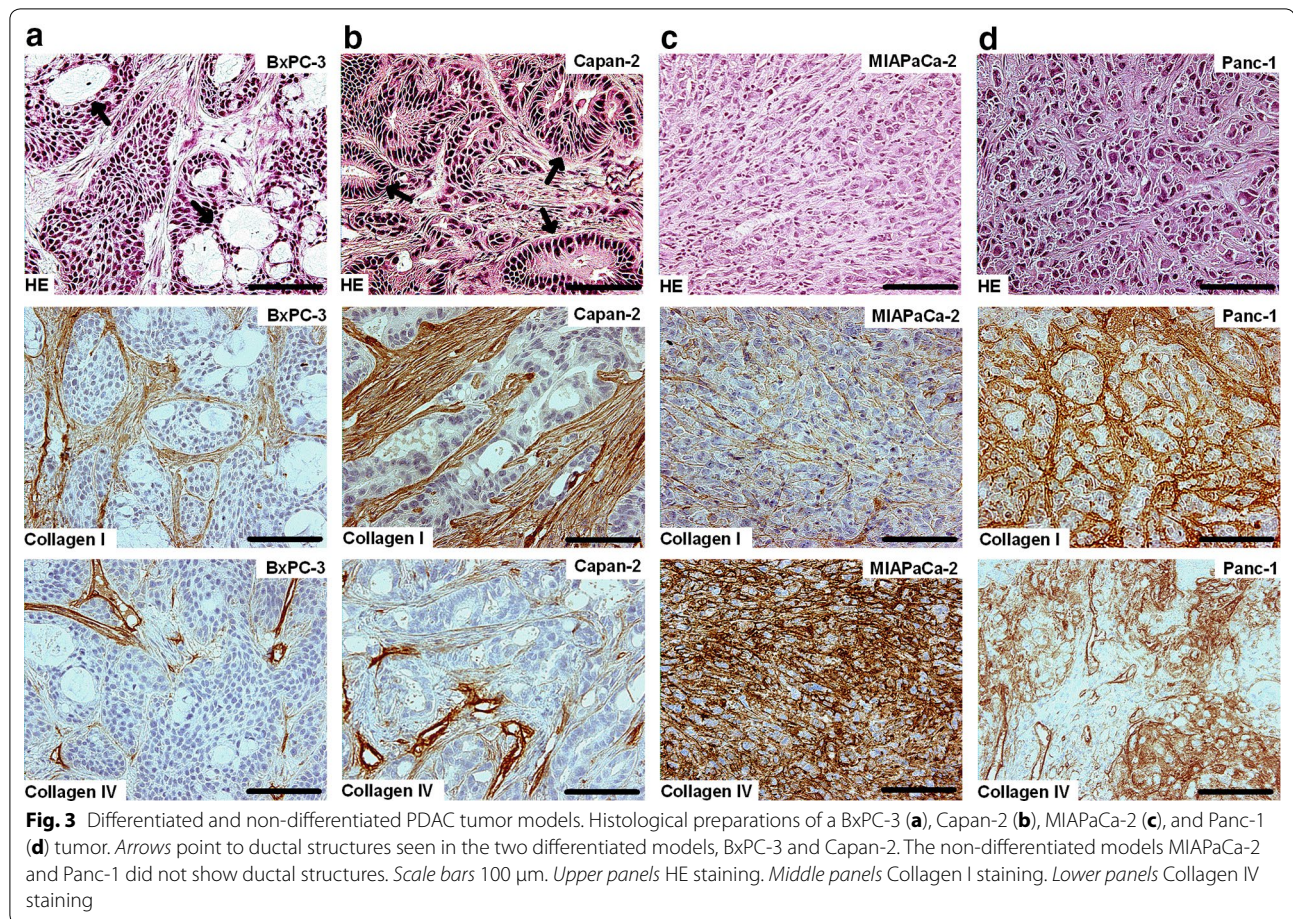 a
b
c
d
BxPC-3
Capan-2
MIAPaCa-2
Panc-1
HE
HE
HE
HE
BxPC-3
Capan-2
MIAPaCa-2
Panc-1
Collagen I
Collagen I
Collagen I
Collagen I
BxPC-3
Capan-2
MIAPaCa-2
Panc-1
Collagen IV
Collagen IV
Collagen IV
Collagen IV
Fig. 3 Differentiated and non-differentiated PDAC tumor models. Histological preparations of a BxPC-3 (a), Capan-2 (b), MIAPaCa-2 (c), and Panc-1
(d) tumor. Arrows point to ductal structures seen in the two differentiated models, BxPC-3 and Capan-2. The non-differentiated models MIAPaCa-2
and Panc-1 did not show ductal structures. Scale bars 100 µm. Upper panels HE staining. Middle panels Collagen I staining. Lower panels Collagen IV
staining